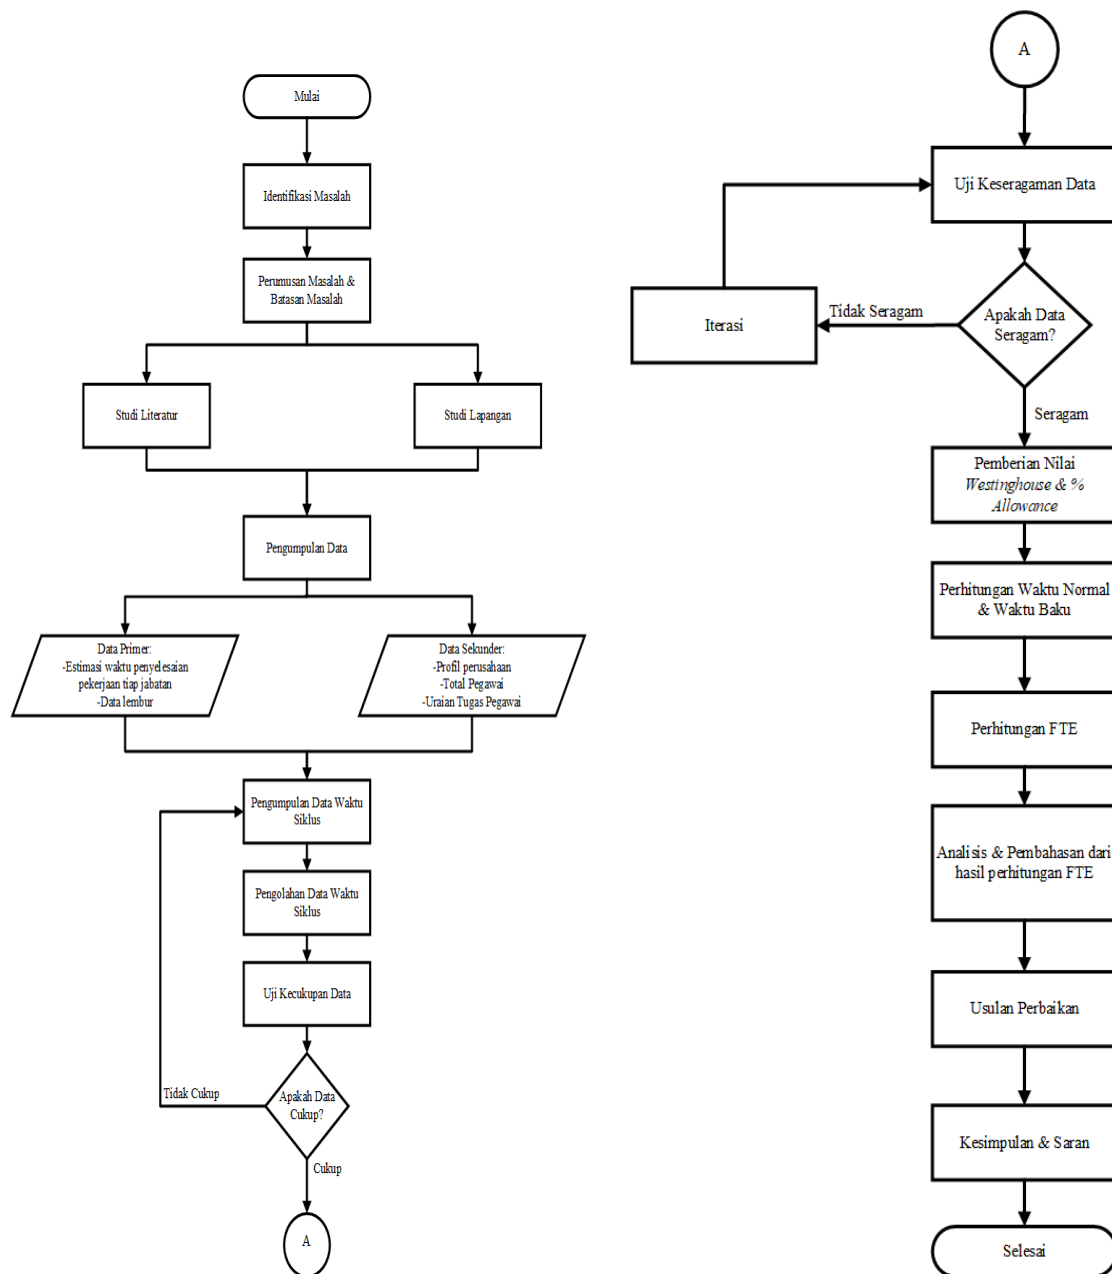 Mulai
Identifikasi Masalah
Perumusan Masalah &
Batasan Masalah
Studi Literatur
Studi Lapangan
Pengumpulan Data
Data Primer:
-Estimasi waktu penyelesaian
pekerjaan tiap jabatan
-Data lembur
Data Sekunder:
-Profil perusahaan
-Total Pegawai
-Uraian Tugas Pegawai
Pengumpulan Data Waktu
Siklus
Pengolahan Data Waktu
Siklus
Uji Kecukupan Data
Apakah Data
Cukup?
Tidak Cukup
Cukup
A
A
Uji Keseragaman Data
Apakah Data
Seragam?
Tidak Seragam
Iterasi
Seragam
Pemberian Nilai
Westinghouse & %
Allowance
Perhitungan Waktu Normal
& Waktu Baku
Perhitungan FTE
Analisis & Pembahasan dari
hasil perhitungan FTE
Usulan Perbaikan
Kesimpulan & Saran
Selesai